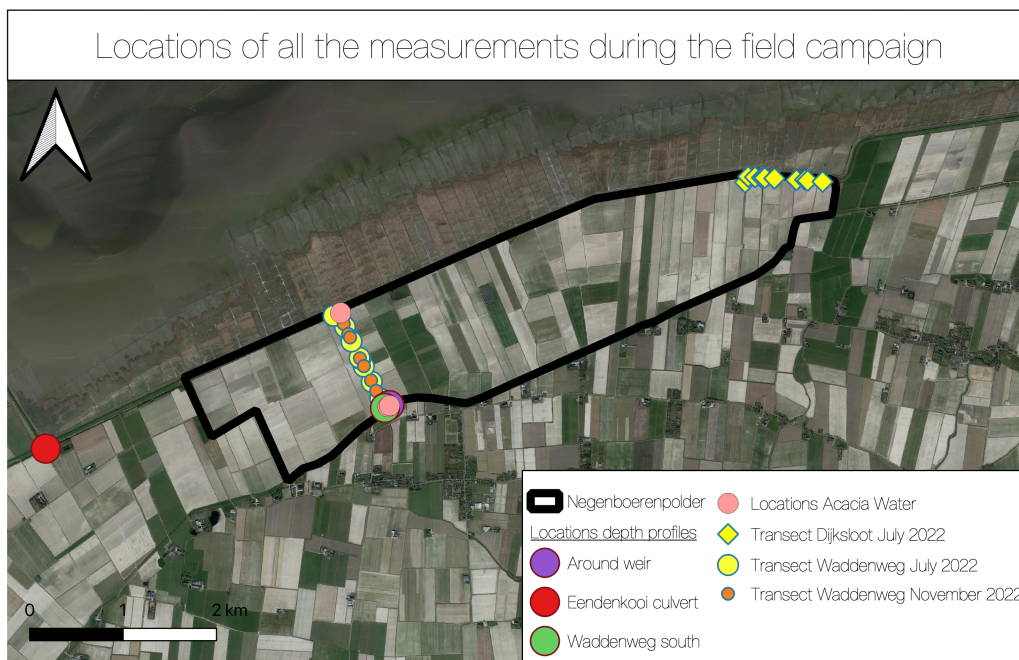 Locations of all the measurements during the field campaign
Negenboerenpolder
Locations depth profiles
Around weir
Eendenkooi culvert
Waddenweg south
Locations Acacia Water
Transect Dijksloot July 2022
Transect Waddenweg July 2022
Transect Waddenweg November 2022
0 1 2 km